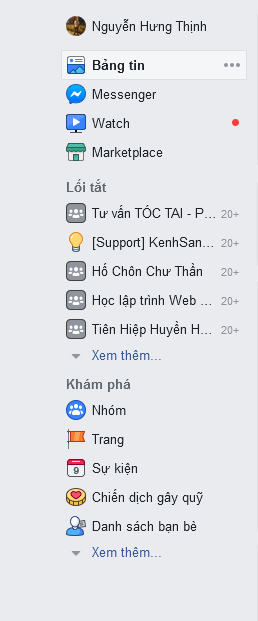 Nguyễn Hưng Thịnh
Bảng tin
Messenger
Watch
Marketplace
Lối tắt
Tư vấn TÓC TAI - P... 20+
[Support] KenhSan... 20+
Hố Chôn Chư Thần 20+
Học lập trình Web ... 20+
Tiên Hiệp Huyền H... 20+
Xem thêm...
Khám phá
Nhóm
Trang
9 Sự kiện
Chiến dịch gây quỹ
Danh sách bạn bè
Xem thêm...